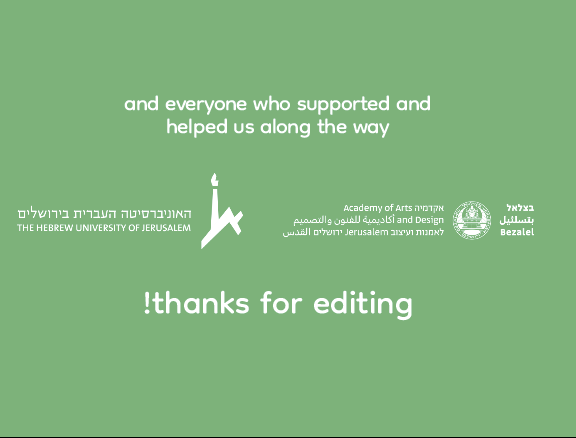 and everyone who supported and
helped us along the way
האוניברסיטה העברית בירושלים
THE HEBREW UNIVERSITY OF JERUSALEM
Academy of Arts אקדמיה
and Design أكاديمية للفنون والتصميم
לאמנות ועיצוב Jerusalem ירושלים القدس
בצלאל
بتسلئيل
Bezalel
!thanks for editing